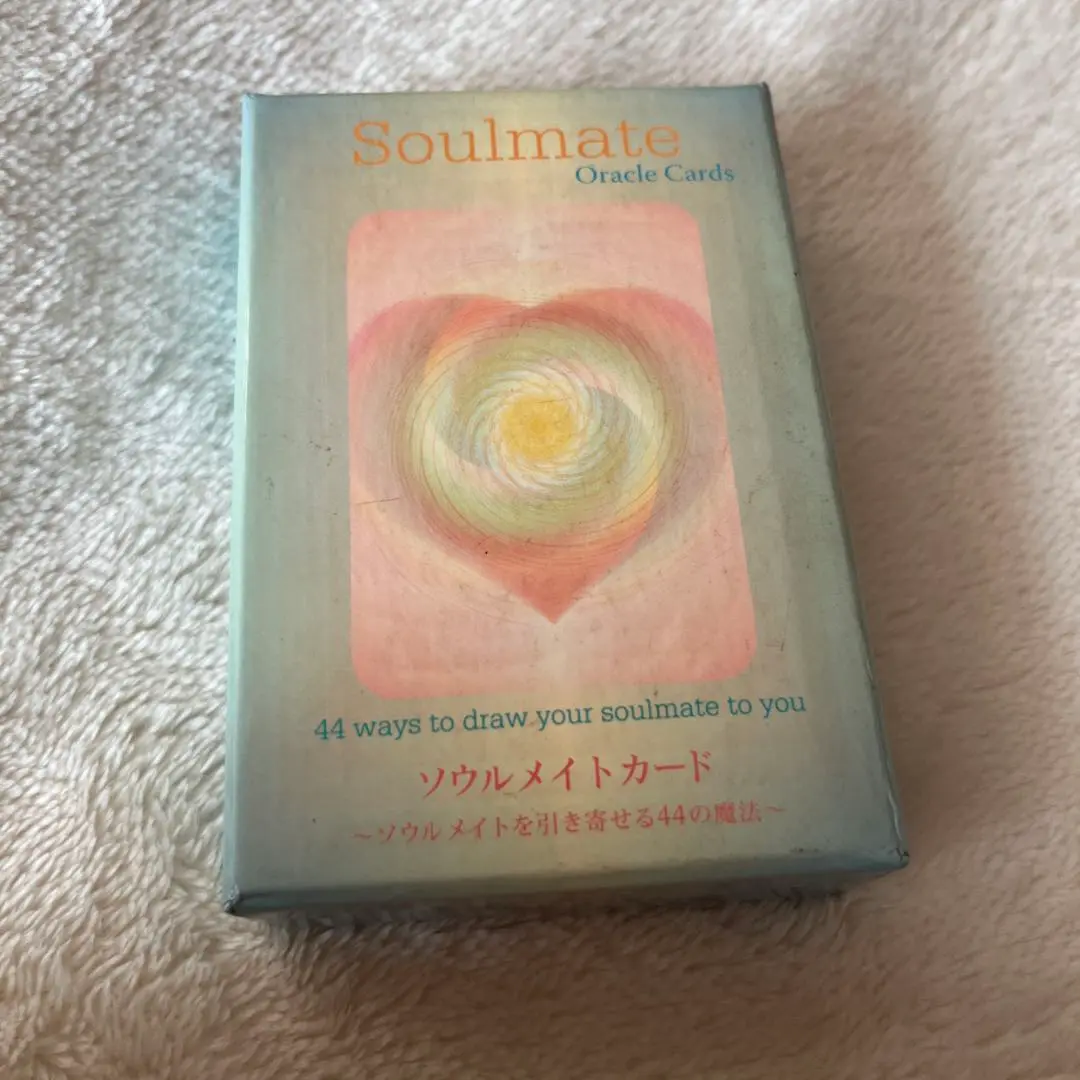 Soulmate
Oracle Cards
44 ways to draw your soulmate to you
ソウルメイトカード
～ソウルメイトを引き寄せる44の魔法～